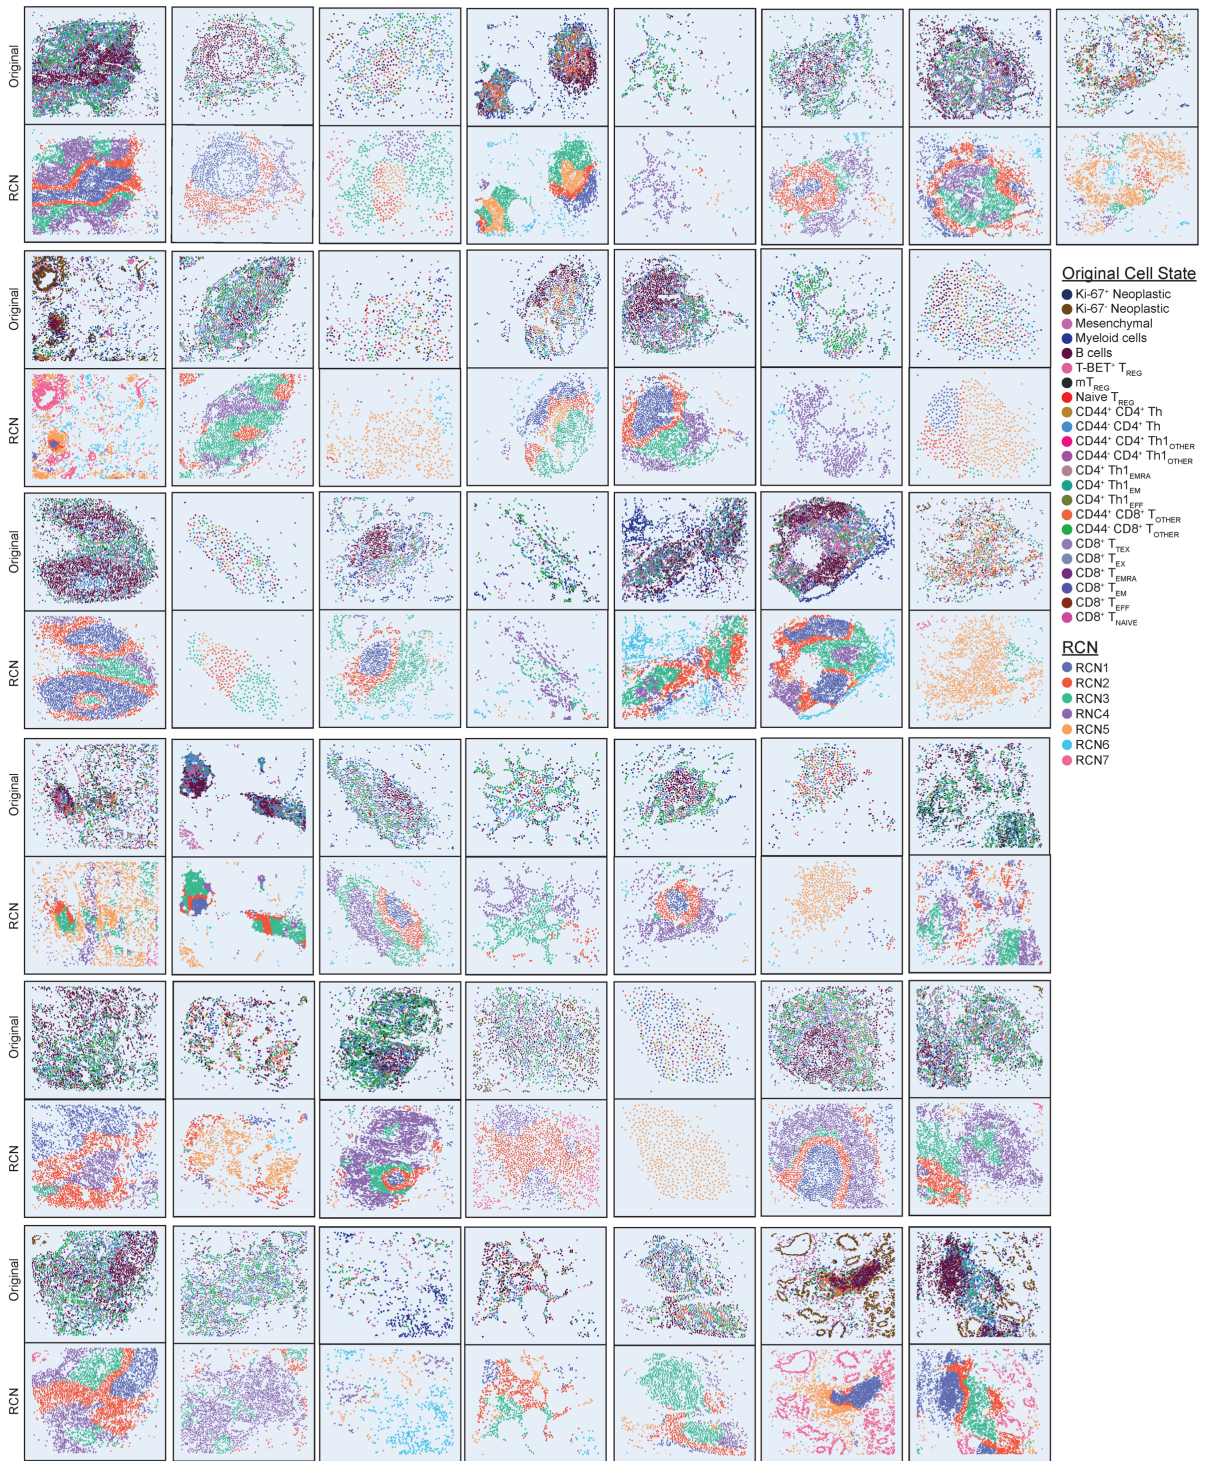 Original
RCN
Original
RCN
Original Cell State
Ki-67⁺ Neoplastic
Ki-67⁻ Neoplastic
Mesenchymal
Myeloid cells
B cells
T-BET⁺ T_REG
mT_REG
Naive T_REG
CD44⁺ CD4⁺ Th
CD44⁻ CD4⁺ Th
CD44⁺ CD4⁺ Th1_OTHER
CD44⁻ CD4⁺ Th1_OTHER
CD4⁺ Th1_EMRA
CD4⁺ Th1_EM
CD4⁺ Th1_EFF
CD44⁺ CD8⁺ T_OTHER
CD44⁻ CD8⁺ T_OTHER
CD8⁺ T_TEX
CD8⁺ T_EX
CD8⁺ T_EMRA
CD8⁺ T_EM
CD8⁺ T_EFF
CD8⁺ T_NAIVE
RCN
RCN1
RCN2
RCN3
RNC4
RCN5
RCN6
RCN7
Original
RCN
Original
RCN
Original
RCN
Original
RCN